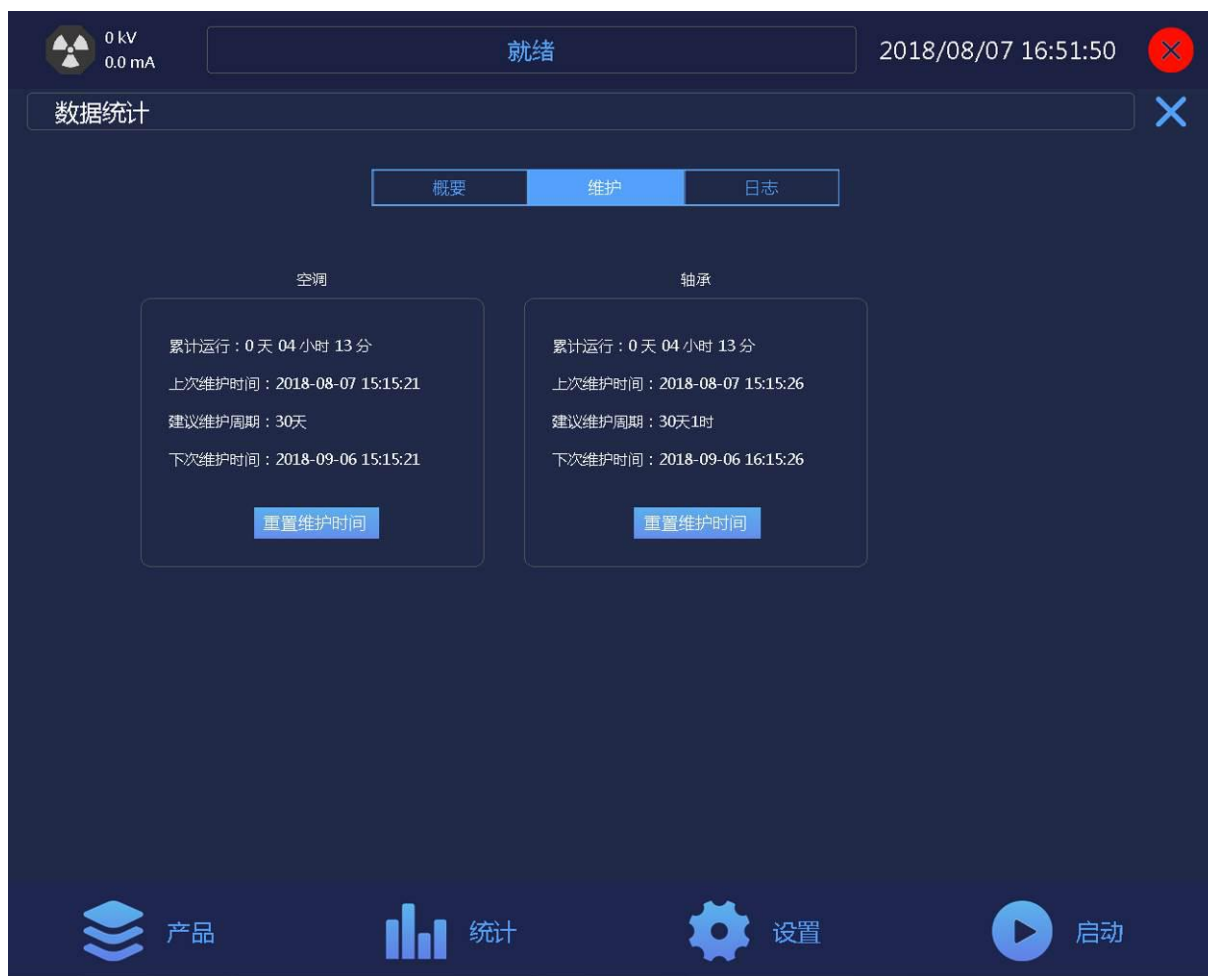 0 kV
0.0 mA
就绪
2018/08/07 16:51:50
数据统计
概要 维护 日志
空调
累计运行：0 天 04 小时 13 分
上次维护时间：2018-08-07 15:15:21
建议维护周期：30天
下次维护时间：2018-09-06 15:15:21
重置维护时间
轴承
累计运行：0 天 04 小时 13 分
上次维护时间：2018-08-07 15:15:26
建议维护周期：30天1时
下次维护时间：2018-09-06 16:15:26
重置维护时间
产品 统计 设置 启动